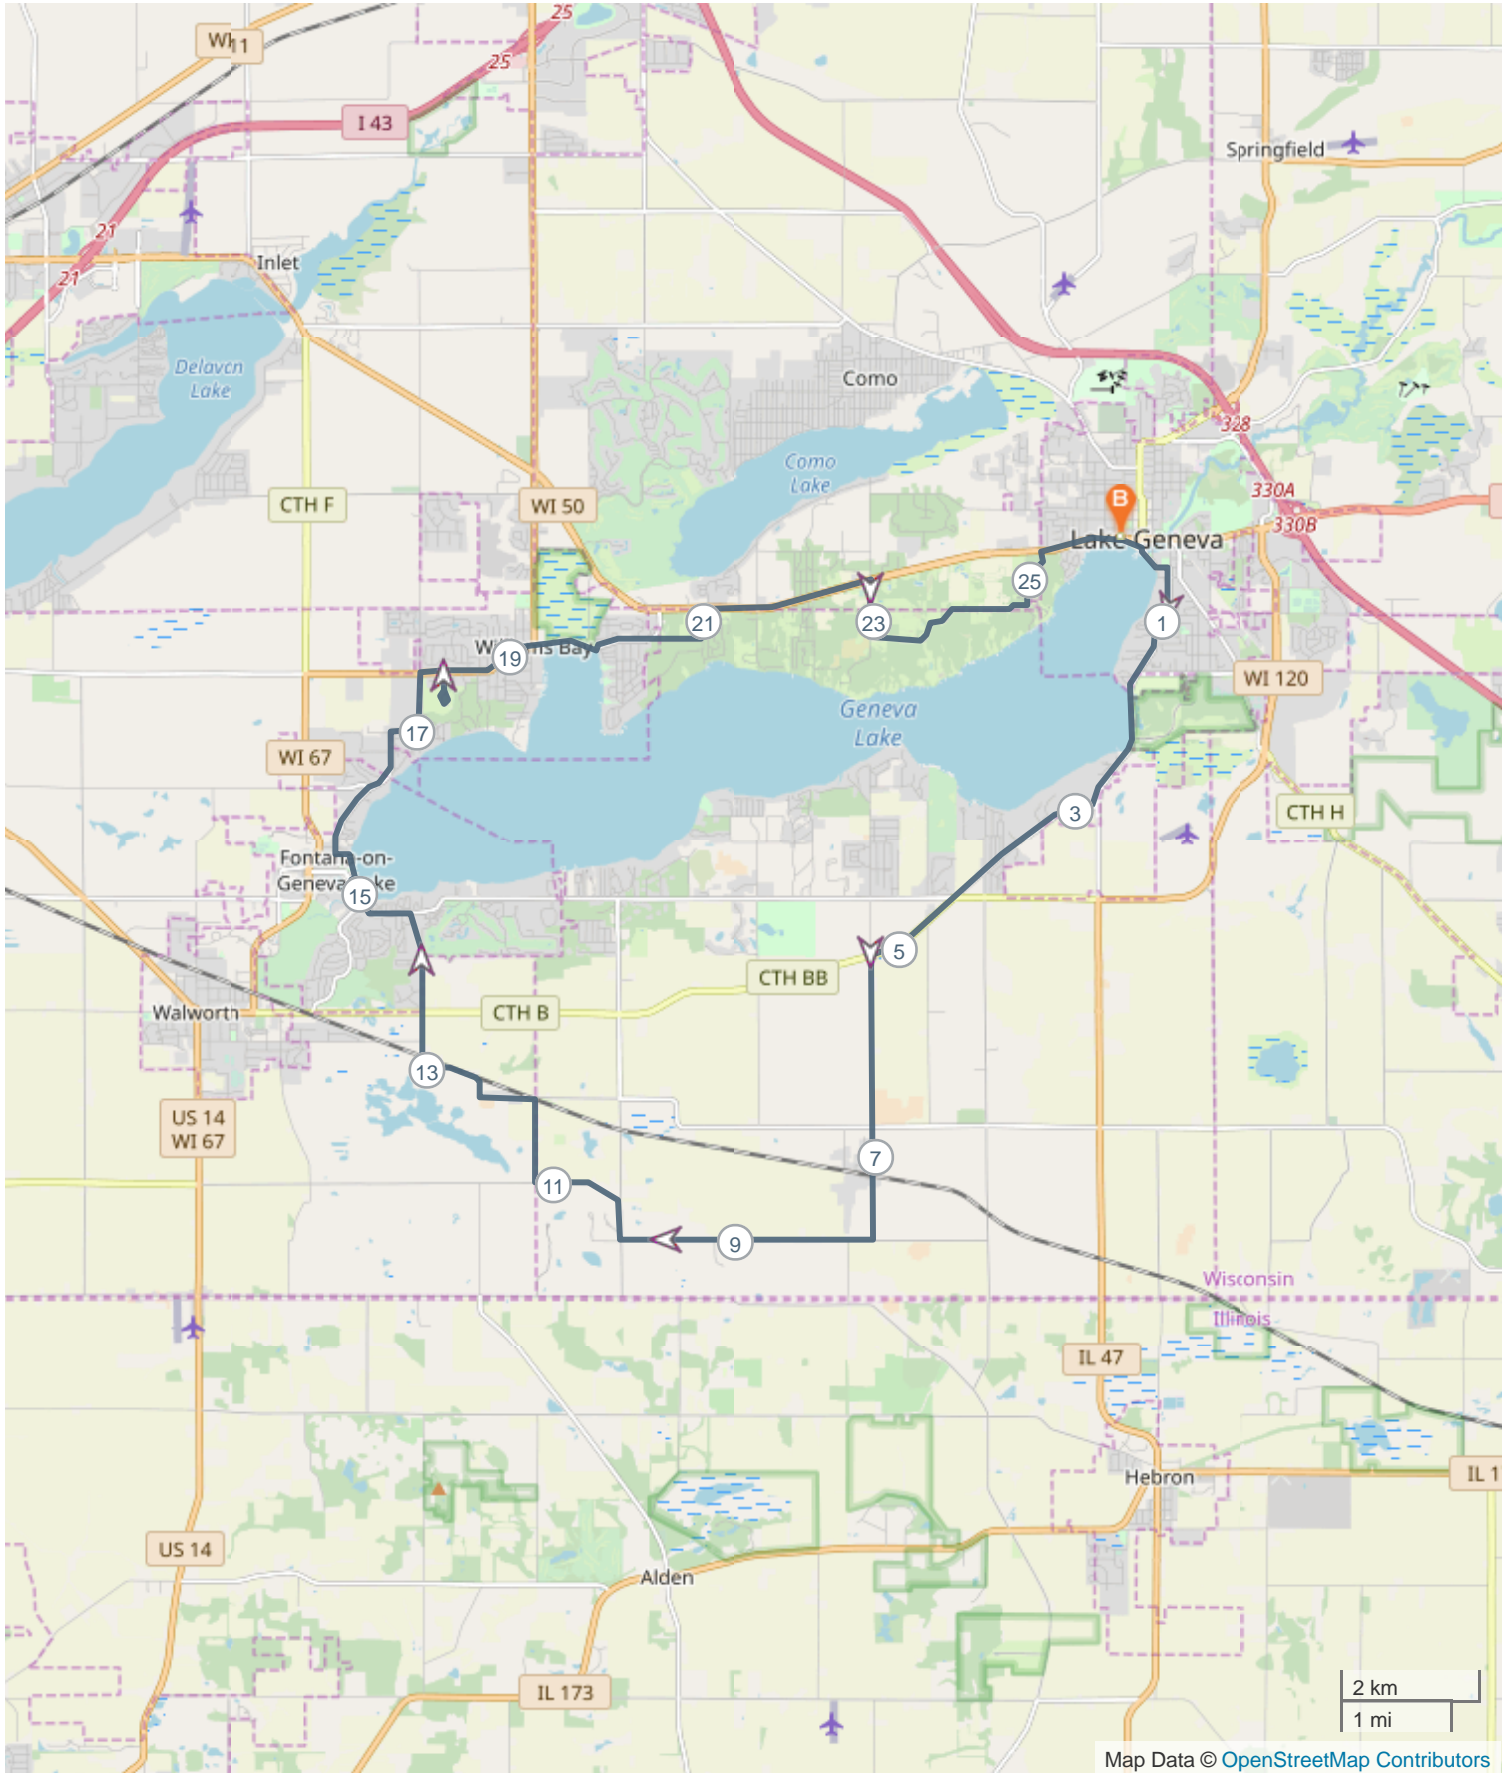 25
WI 11
25
I 43
Springfield
21
21
Inlet
Delavan
Lake
Como
328
Como
Lake
CTH F
WI 50
330A
330B
B
Lake Geneva
25
1
21
23
19
WI 120
17
Geneva
Lake
WI 67
3
CTH H
Fontana-on-
15
5
CTH BB
Walworth
CTH B
13
US 14
WI 67
7
11
9
Wisconsin
Illinois
IL 47
Hebron
IL 1
US 14
Alden
IL 173
2 km
1 mi
Map Data © OpenStreetMap Contributors